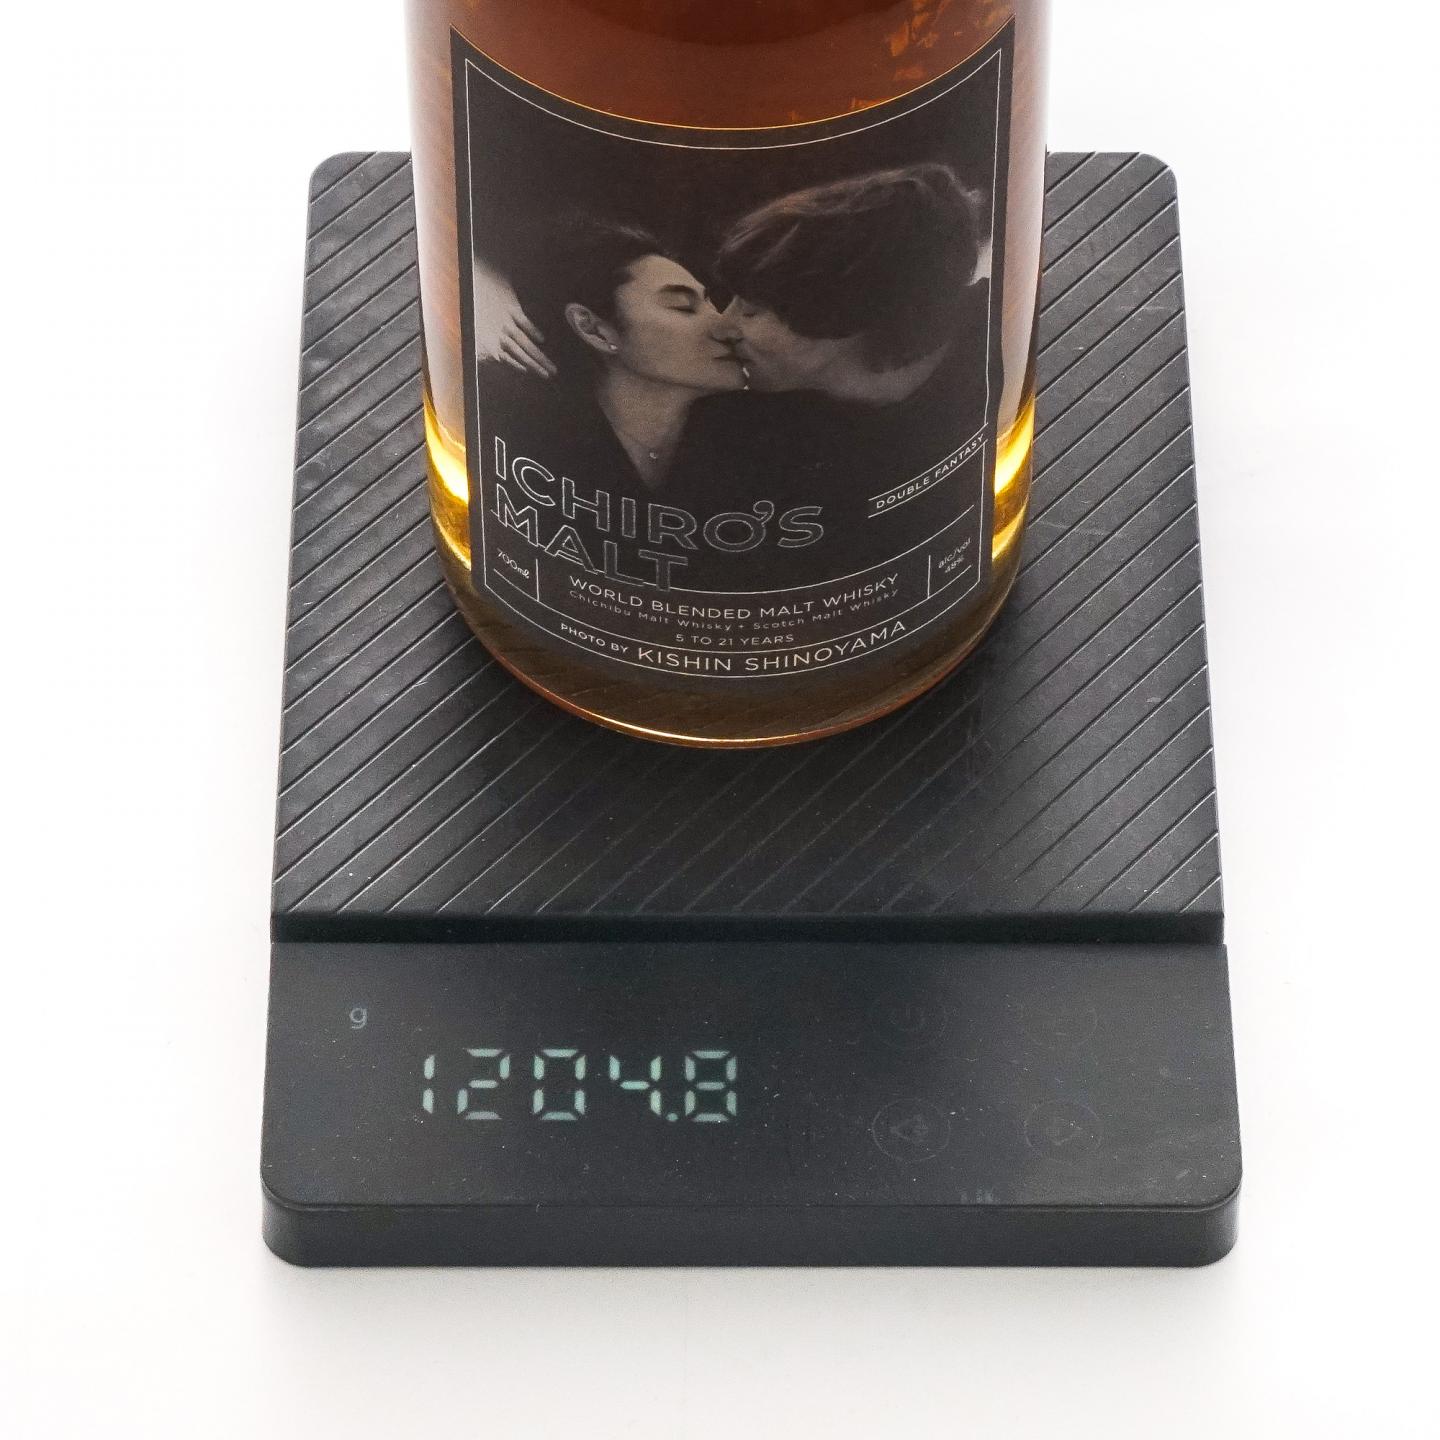 ICHIRO'S
MALT
DOUBLE FANTASY
700mℓ
WORLD BLENDED MALT WHISKY
Chichibu Malt Whisky + Scotch Malt Whisky
5 TO 21 YEARS
alc/vol
48%
PHOTO BY KISHIN SHINOYAMA
g
1204.8